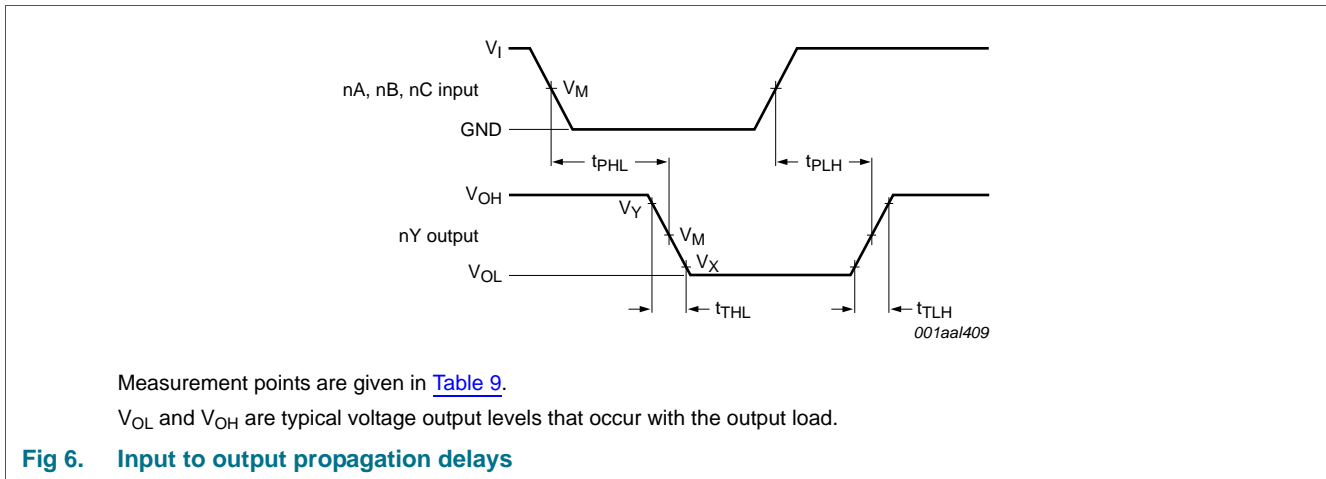 V_I
nA, nB, nC input
V_M
GND
t_PHL
t_PLH
V_OH
V_Y
nY output
V_M
V_X
V_OL
t_THL
t_TLH
001aal409
Measurement points are given in Table 9.
V_OL and V_OH are typical voltage output levels that occur with the output load.
Fig 6. Input to output propagation delays